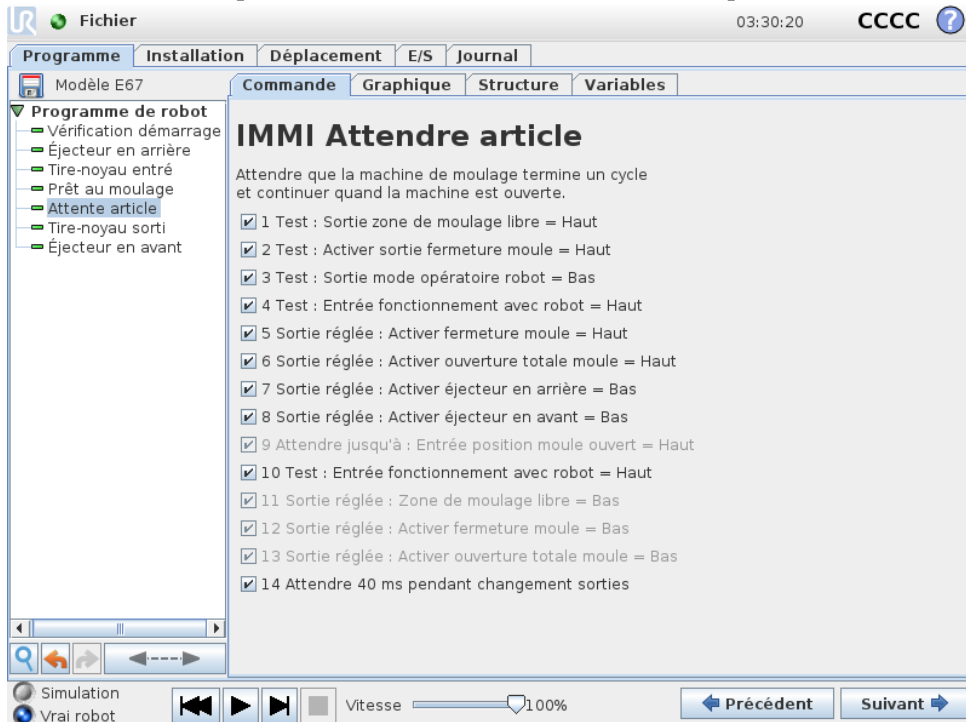 UR Fichier 03:30:20 CCCC ?
Programme Installation Déplacement E/S Journal
Modèle E67
Commande Graphique Structure Variables
Programme de robot
Vérification démarrage
Éjecteur en arrière
Tire-noyau entré
Prêt au moulage
Attente article
Tire-noyau sorti
Éjecteur en avant
IMMI Attendre article
Attendre que la machine de moulage termine un cycle
et continuer quand la machine est ouverte.
1 Test : Sortie zone de moulage libre = Haut
2 Test : Activer sortie fermeture moule = Haut
3 Test : Sortie mode opératoire robot = Bas
4 Test : Entrée fonctionnement avec robot = Haut
5 Sortie réglée : Activer fermeture moule = Haut
6 Sortie réglée : Activer ouverture totale moule = Haut
7 Sortie réglée : Activer éjecteur en arrière = Bas
8 Sortie réglée : Activer éjecteur en avant = Bas
9 Attendre jusqu'à : Entrée position moule ouvert = Haut
10 Test : Entrée fonctionnement avec robot = Haut
11 Sortie réglée : Zone de moulage libre = Bas
12 Sortie réglée : Activer fermeture moule = Bas
13 Sortie réglée : Activer ouverture totale moule = Bas
14 Attendre 40 ms pendant changement sorties
Simulation
Vrai robot
Vitesse 100%
Précédent Suivant